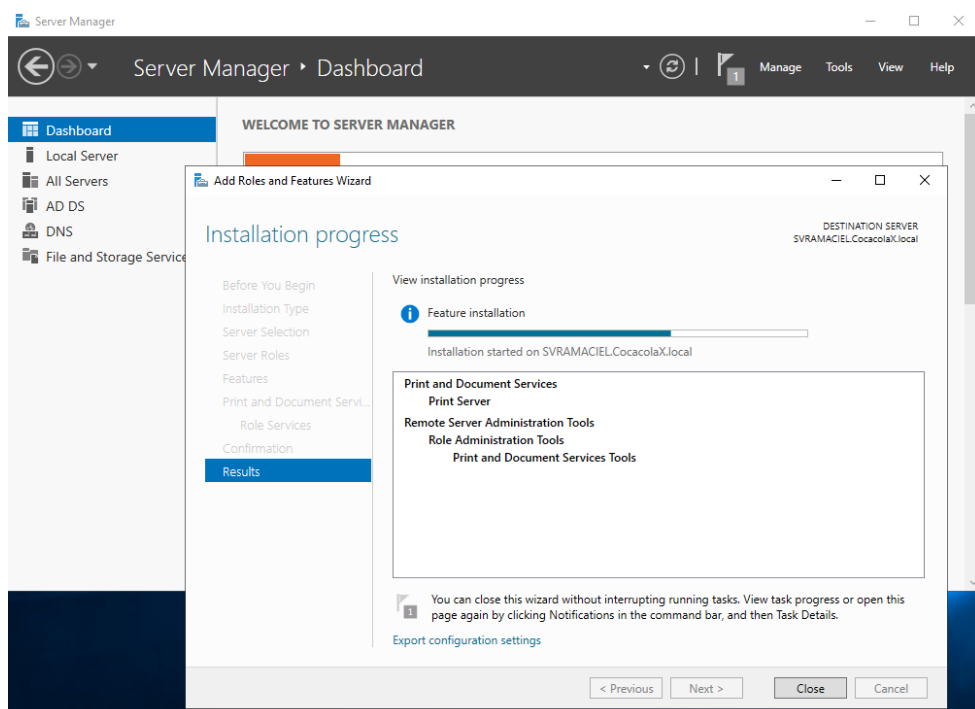 Server Manager
Server Manager • Dashboard
1
Manage
Tools
View
Help
Dashboard
Local Server
All Servers
AD DS
DNS
File and Storage Service
WELCOME TO SERVER MANAGER
Add Roles and Features Wizard
Installation progress
DESTINATION SERVER
SVRAMACIEL.CocacolaX.local
Before You Begin
Installation Type
Server Selection
Server Roles
Features
Print and Document Servi...
Role Services
Confirmation
Results
View installation progress
Feature installation
Installation started on SVRAMACIEL.CocacolaX.local
Print and Document Services
Print Server
Remote Server Administration Tools
Role Administration Tools
Print and Document Services Tools
1
You can close this wizard without interrupting running tasks. View task progress or open this
page again by clicking Notifications in the command bar, and then Task Details.
Export configuration settings
< Previous
Next >
Close
Cancel